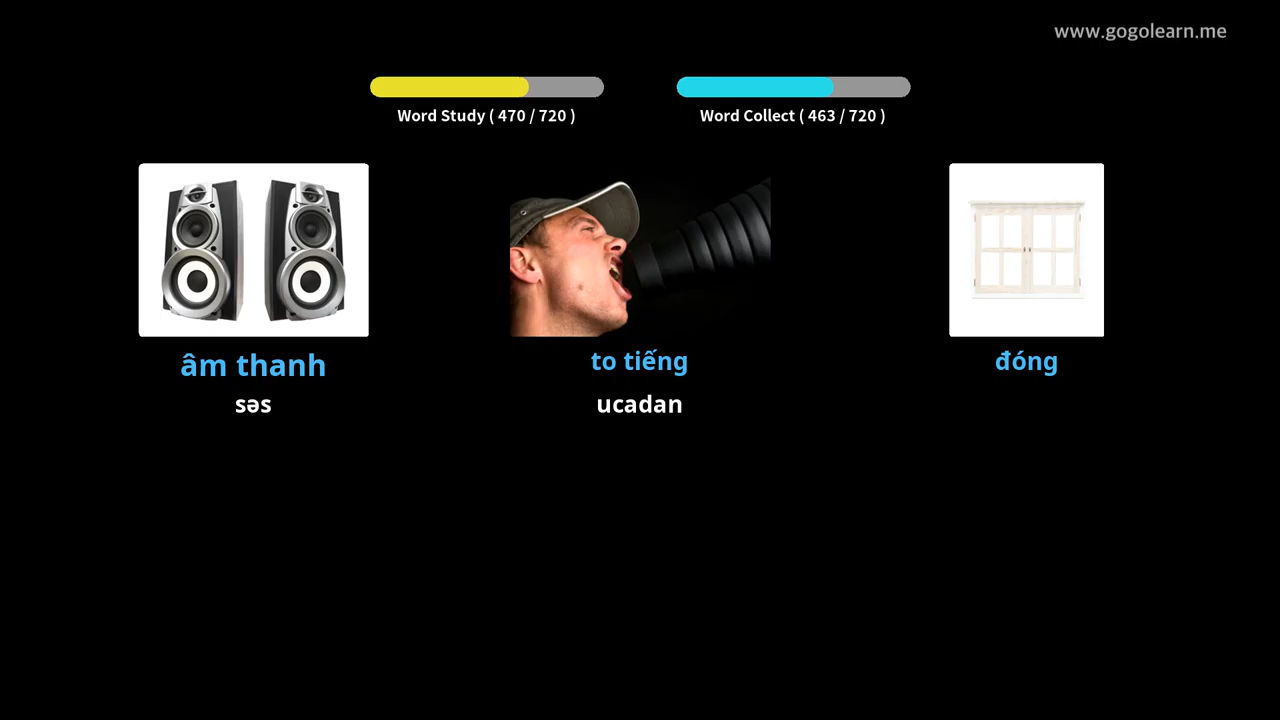 www.gogolearn.me
Word Study ( 470 / 720 )
Word Collect ( 463 / 720 )
âm thanh
to tiếng
đóng
səs
ucadan